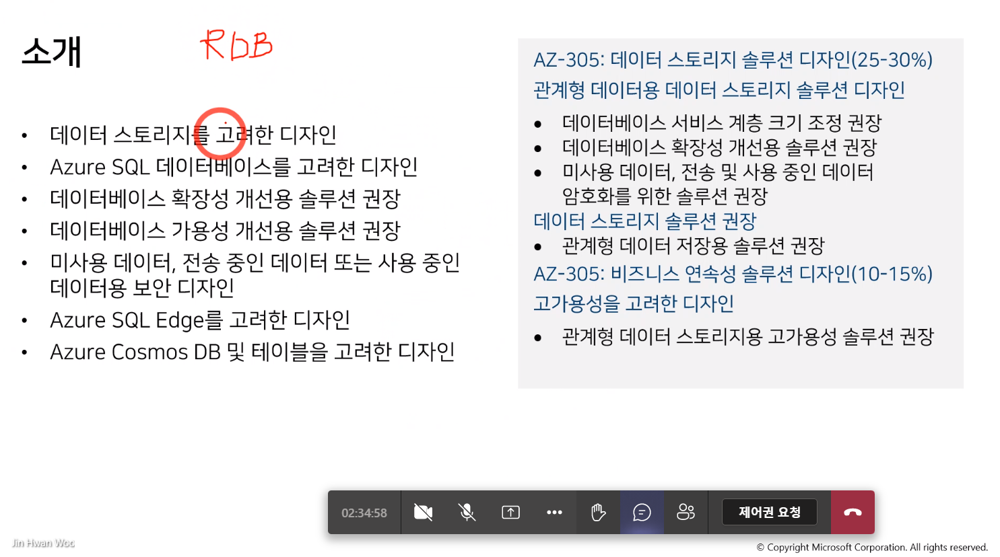 소개
RDB
• 데이터 스토리지를 고려한 디자인
• Azure SQL 데이터베이스를 고려한 디자인
• 데이터베이스 확장성 개선용 솔루션 권장
• 데이터베이스 가용성 개선용 솔루션 권장
• 미사용 데이터, 전송 중인 데이터 또는 사용 중인
데이터용 보안 디자인
• Azure SQL Edge를 고려한 디자인
• Azure Cosmos DB 및 테이블을 고려한 디자인
AZ-305: 데이터 스토리지 솔루션 디자인(25-30%)
관계형 데이터용 데이터 스토리지 솔루션 디자인
• 데이터베이스 서비스 계층 크기 조정 권장
• 데이터베이스 확장성 개선용 솔루션 권장
• 미사용 데이터, 전송 및 사용 중인 데이터
암호화를 위한 솔루션 권장
데이터 스토리지 솔루션 권장
• 관계형 데이터 저장용 솔루션 권장
AZ-305: 비즈니스 연속성 솔루션 디자인(10-15%)
고가용성을 고려한 디자인
• 관계형 데이터 스토리지용 고가용성 솔루션 권장
02:34:58
제어권 요청
Jin Hwan Woo
© Copyright Microsoft Corporation. All rights reserved.